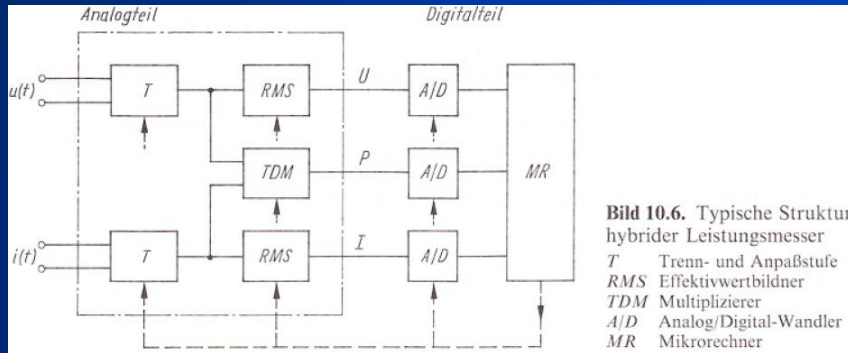 Analogteil Digitalteil
u(t) T RMS U A/D
TDM P A/D MR
i(t) T RMS I A/D
Bild 10.6. Typische Struktur
hybrider Leistungsmesser
T Trenn- und Anpaßstufe
RMS Effektivwertbildner
TDM Multiplizierer
A/D Analog/Digital-Wandler
MR Mikrorechner